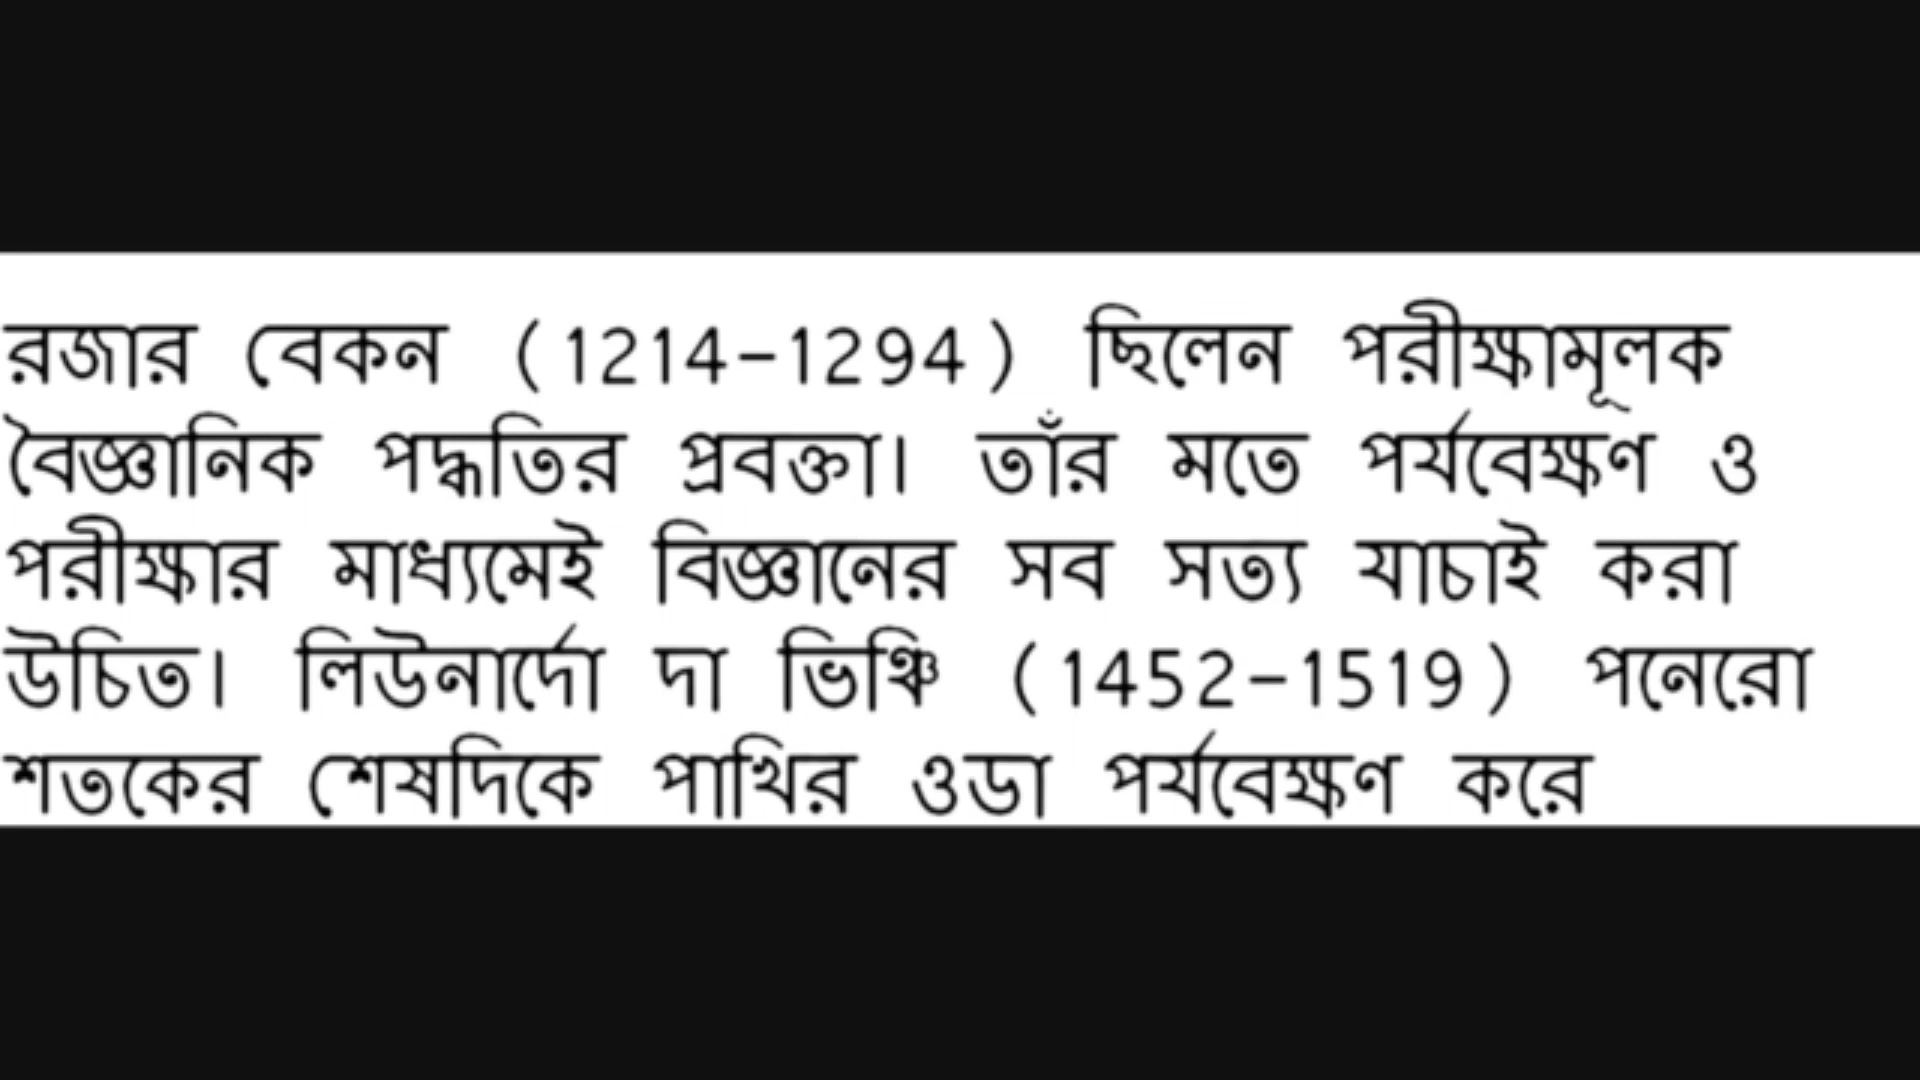 রজার বেকন (1214-1294) ছিলেন পরীক্ষামূলক
বৈজ্ঞানিক পদ্ধতির প্রবক্তা। তাঁর মতে পর্যবেক্ষণ ও
পরীক্ষার মাধ্যমেই বিজ্ঞানের সব সত্য যাচাই করা
উচিত। লিউনার্দো দা ভিঞ্চি (1452-1519) পনেরো
শতকের শেষদিকে পাখির ওডা পর্যবেক্ষণ করে